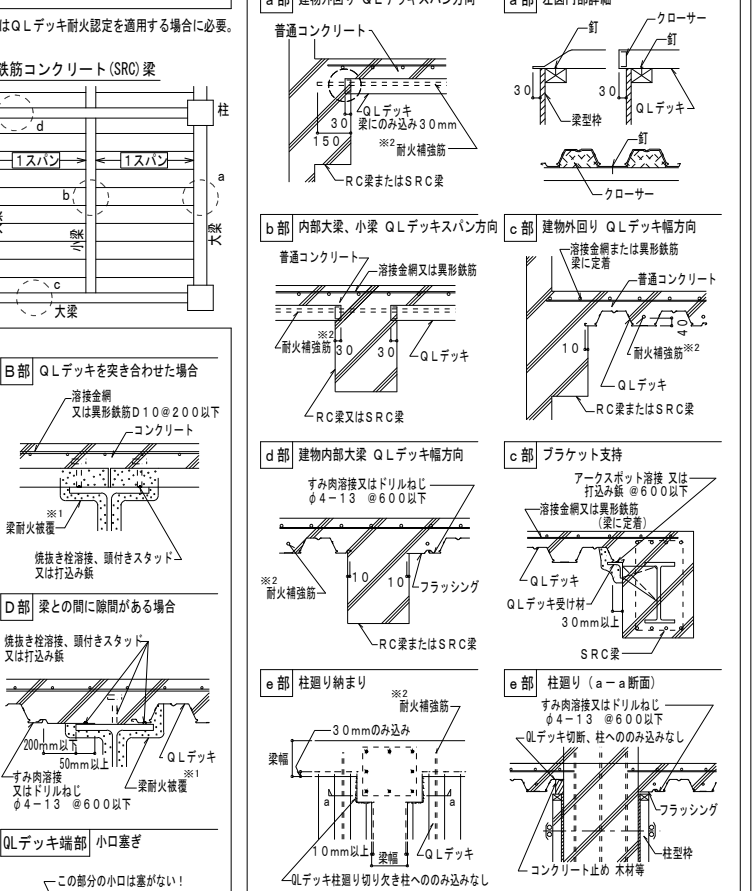 はＱＬデッキ耐火認定を適用する場合に必要。
鉄筋コンクリート(SRC)梁
柱
d
1スパン
1スパン
a
b
小梁
大梁
c
大梁
B部 ＱＬデッキを突き合わせた場合
溶接金網
又は異形鉄筋Ｄ１０＠２００以下
コンクリート
※1
梁耐火被覆
焼抜き栓溶接、頭付きスタッド
又は打込み鋲
D部 梁との間に隙間がある場合
焼抜き栓溶接、頭付きスタッド
又は打込み鋲
200mm以下
50mm以上
ＱＬデッキ
※1
梁耐火被覆
すみ肉溶接
又はドリルねじ
φ４−１３ ＠６００以下
QLデッキ端部 小口塞ぎ
この部分の小口は塞がない！
a部 建物外回り ＱＬデッキスパン方向
普通コンクリート
ＱＬデッキ
３０
梁にのみ込み３０mm
１５０
※2
耐火補強筋
ＲＣ梁またはＳＲＣ梁
a部 左図円部詳細
クローサー
釘
釘
３０
３０
ＱＬデッキ
梁型枠
釘
クローサー
b部 内部大梁、小梁 ＱＬデッキスパン方向
普通コンクリート
溶接金網又は異形鉄筋
※2
耐火補強筋
３０
３０
ＱＬデッキ
ＲＣ梁又はＳＲＣ梁
c部 建物外回り ＱＬデッキ幅方向
溶接金網または異形鉄筋
梁に定着
普通コンクリート
１０
４０
耐火補強筋※2
ＱＬデッキ
ＲＣ梁またはＳＲＣ梁
d部 建物内部大梁 ＱＬデッキ幅方向
すみ肉溶接又はドリルねじ
φ４−１３ ＠６００以下
※2
耐火補強筋
１０
１０
フラッシング
ＲＣ梁またはＳＲＣ梁
c部 ブラケット支持
アークスポット溶接 又は
打込み鋲 ＠６００以下
溶接金網又は異形鉄筋
(梁に定着)
ＱＬデッキ
ＱＬデッキ受け材
３０mm以上
ＳＲＣ梁
e部 柱廻り納まり
※2
耐火補強筋
３０mmのみ込み
梁幅
a
a
１０mm以上
梁幅
ＱＬデッキ
QLデッキ柱廻り切り欠き柱へののみ込みなし
e部 柱廻り（ａ−ａ断面）
すみ肉溶接又はドリルねじ
φ４−１３ ＠６００以下
QLデッキ切断、柱へののみ込みなし
フラッシング
柱型枠
コンクリート止め 木材等